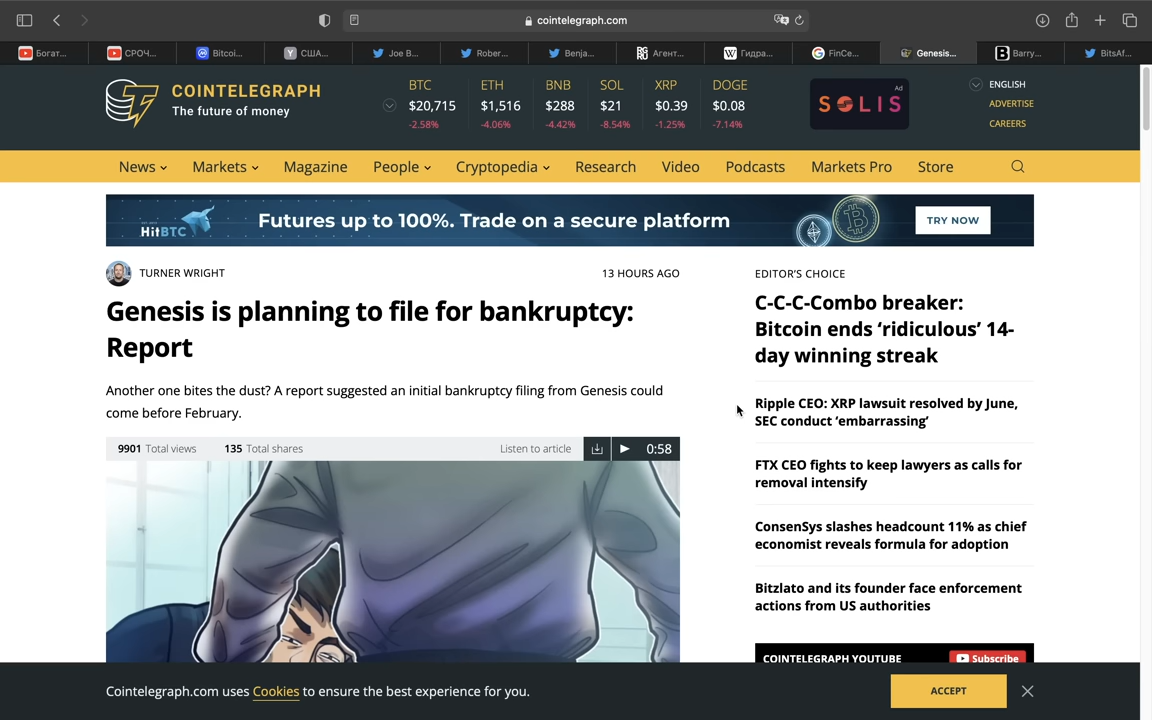 cointelegraph.com
Богат...
СРОЧ...
Bitcoi...
США...
Joe B...
Rober...
Benja...
Агент...
Гидра...
FinCe...
Genesis...
Barry...
BitsAf...
COINTELEGRAPH
The future of money
BTC ETH BNB SOL XRP DOGE
$20,715 $1,516 $288 $21 $0.39 $0.08
-2.58% -4.06% -4.42% -8.54% -1.25% -7.14%
Ad
SOLIS
ENGLISH
ADVERTISE
CAREERS
News Markets Magazine People Cryptopedia Research Video Podcasts Markets Pro Store
HitBTC
Futures up to 100%. Trade on a secure platform
TRY NOW
TURNER WRIGHT
13 HOURS AGO
Genesis is planning to file for bankruptcy:
Report
Another one bites the dust? A report suggested an initial bankruptcy filing from Genesis could
come before February.
9901 Total views 135 Total shares Listen to article 0:58
EDITOR'S CHOICE
C-C-C-Combo breaker:
Bitcoin ends ‘ridiculous’ 14-
day winning streak
Ripple CEO: XRP lawsuit resolved by June,
SEC conduct ‘embarrassing’
FTX CEO fights to keep lawyers as calls for
removal intensify
ConsenSys slashes headcount 11% as chief
economist reveals formula for adoption
Bitzlato and its founder face enforcement
actions from US authorities
COINTELEGRAPH YOUTUBE
Subscribe
Cointelegraph.com uses Cookies to ensure the best experience for you.
ACCEPT